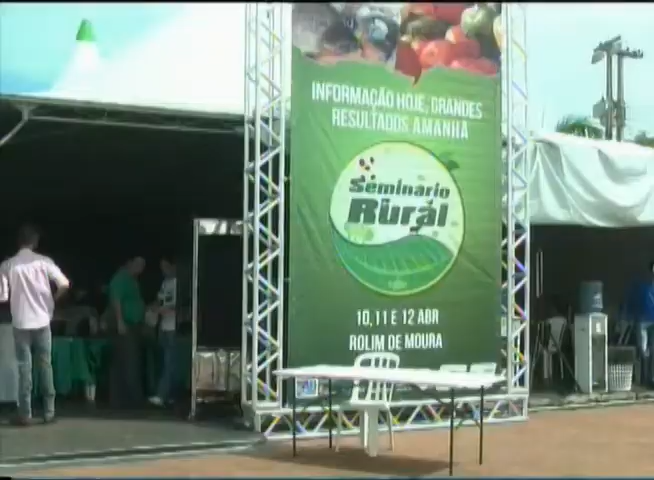 INFORMAÇÃO HOJE, GRANDES
RESULTADOS AMANHÃ
Seminário
Rural
10, 11 E 12 ABR
ROLIM DE MOURA